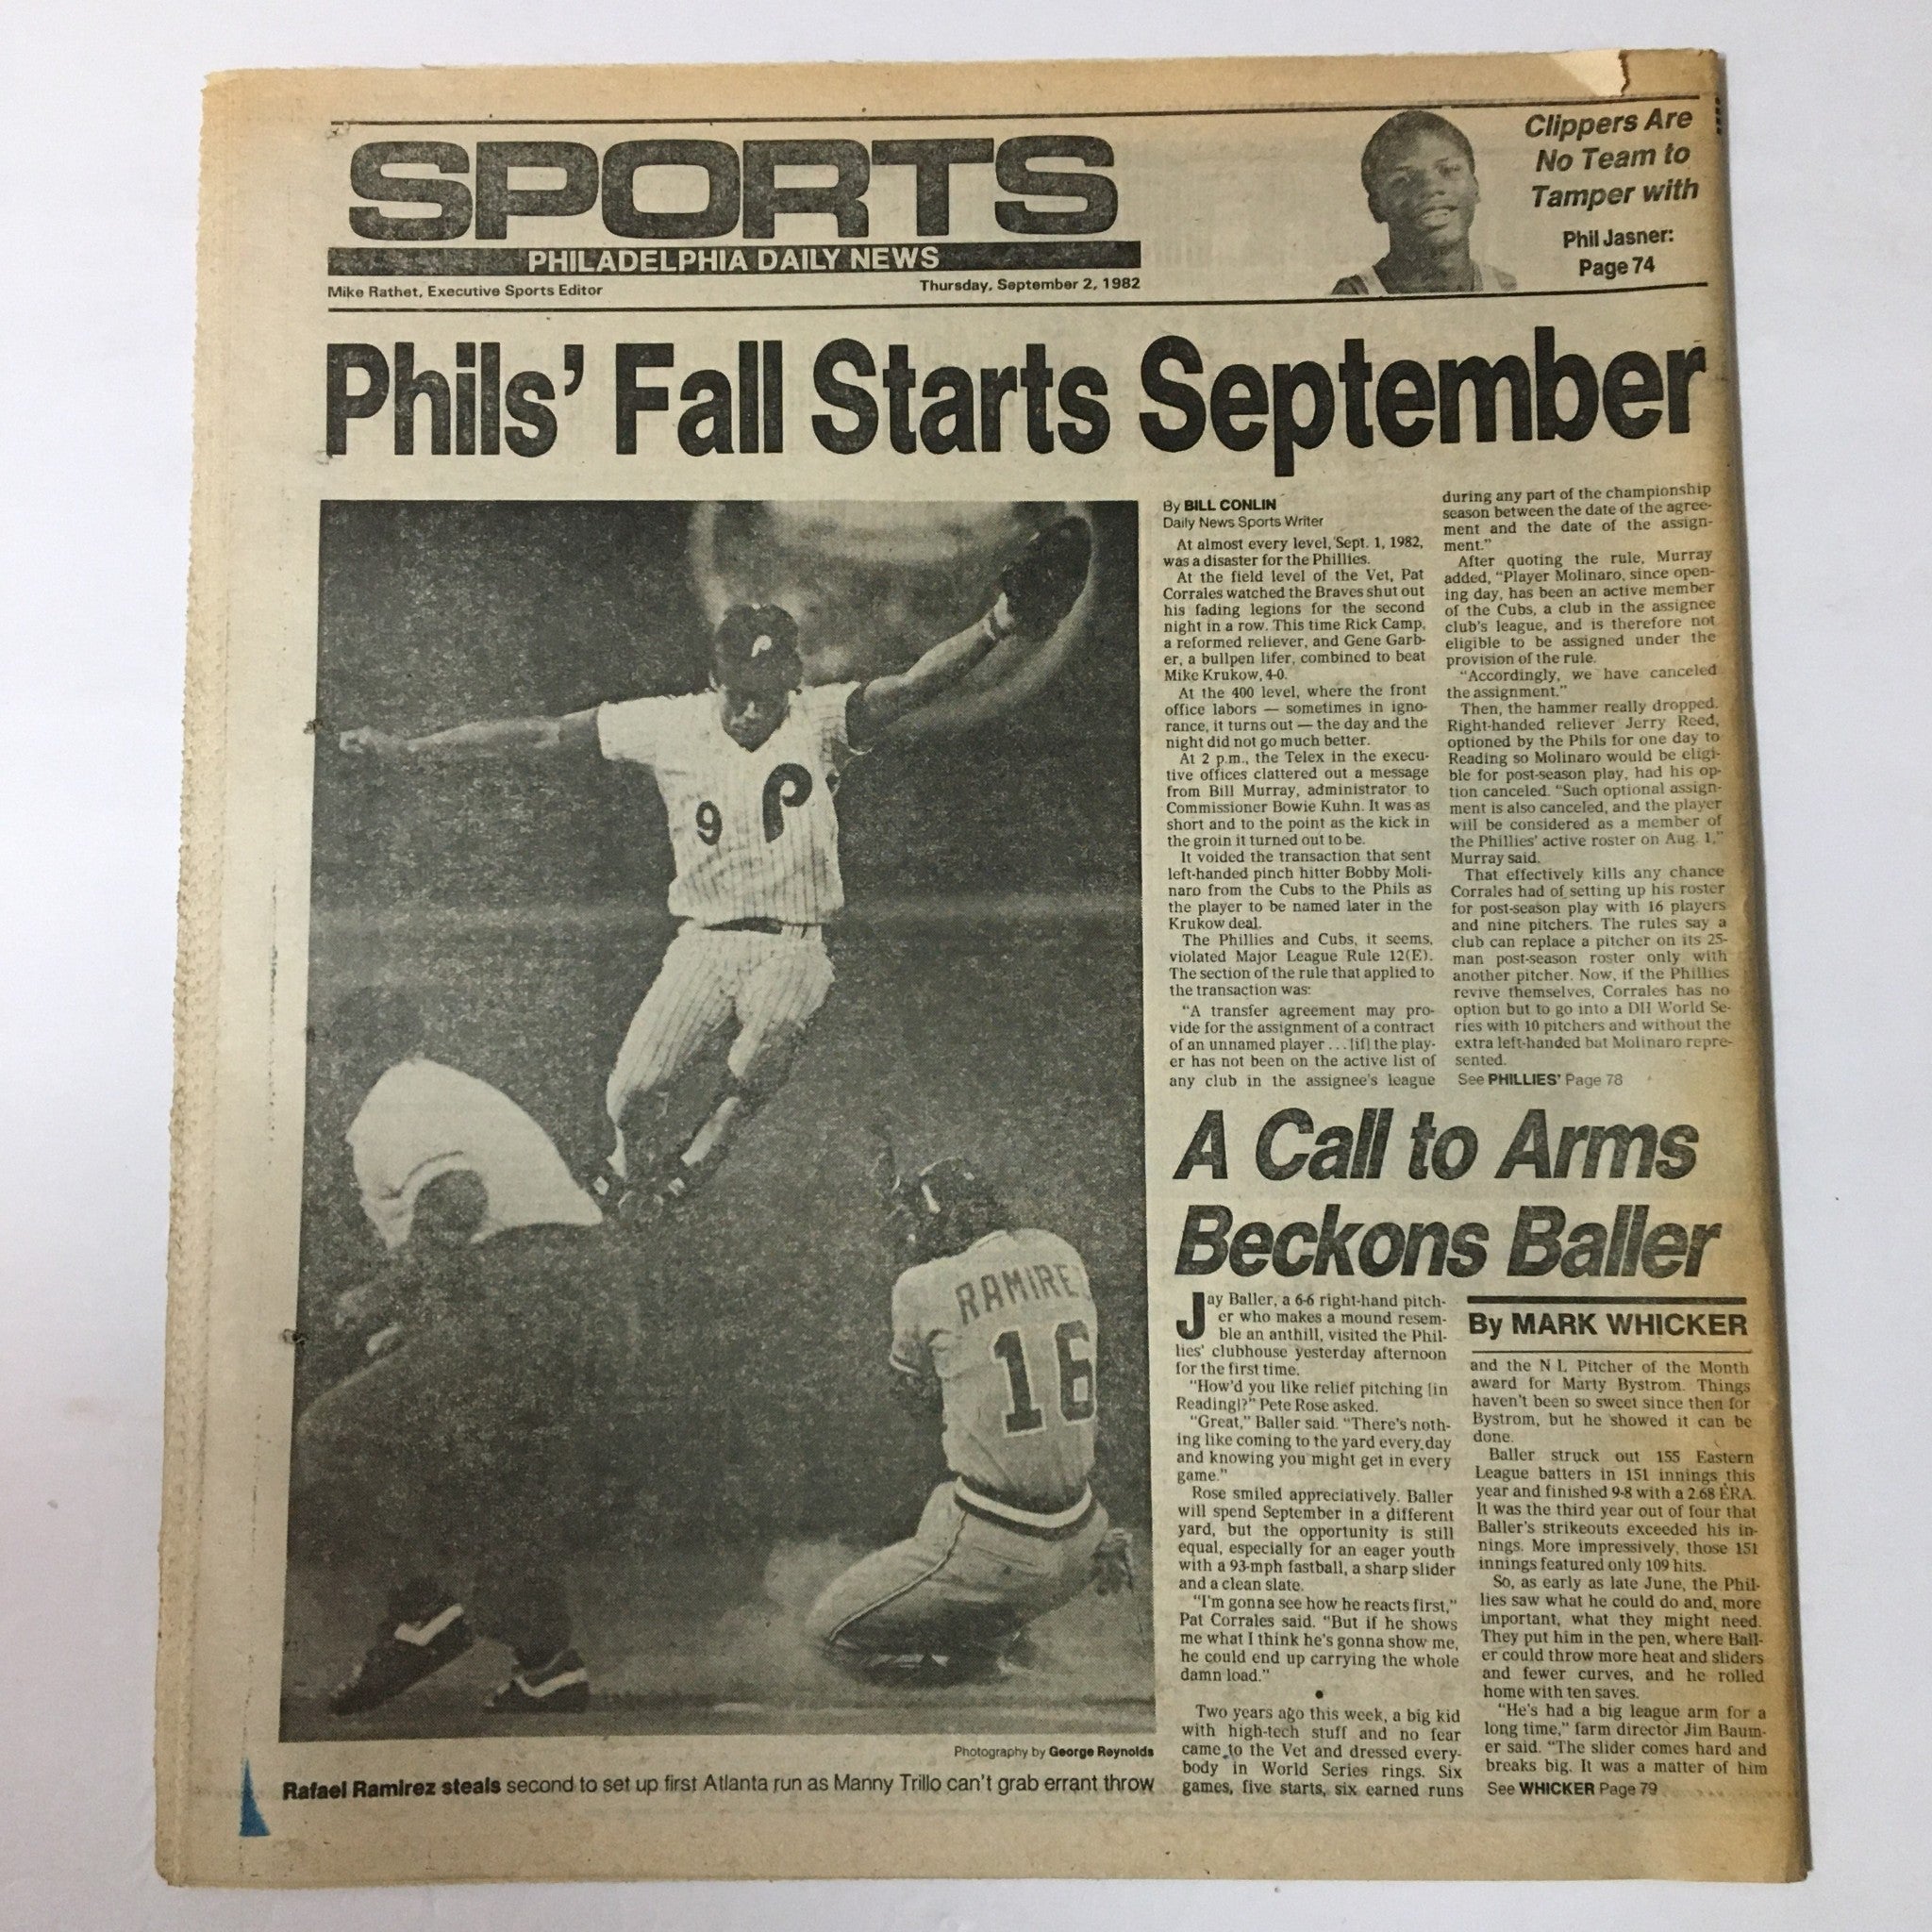 SPORTS
PHILADELPHIA DAILY NEWS
Mike Rathet, Executive Sports Editor
Thursday, September 2, 1982
Clippers Are
No Team to
Tamper with
Phil Jasner:
Page 74
Phils' Fall Starts September
P
9 P
RAMIRE
16
Photography by George Reynolds
Rafael Ramirez steals second to set up first Atlanta run as Manny Trillo can't grab errant throw
By BILL CONLIN
Daily News Sports Writer
At almost every level, Sept. 1, 1982,
was a disaster for the Phillies.
At the field level of the Vet, Pat
Corrales watched the Braves shut out
his fading legions for the second
night in a row. This time Rick Camp,
a reformed reliever, and Gene Garb-
er, a bullpen lifer, combined to beat
Mike Krukow, 4-0.
At the 400 level, where the front
office labors — sometimes in igno-
rance, it turns out — the day and the
night did not go much better.
At 2 p.m., the Telex in the execu-
tive offices clattered out a message
from Bill Murray, administrator to
Commissioner Bowie Kuhn. It was as
short and to the point as the kick in
the groin it turned out to be.
It voided the transaction that sent
left-handed pinch hitter Bobby Moli-
naro from the Cubs to the Phils as
the player to be named later in the
Krukow deal.
The Phillies and Cubs, it seems,
violated Major League Rule 12(E).
The section of the rule that applied to
the transaction was:
"A transfer agreement may pro-
vide for the assignment of a contract
of an unnamed player . . . [if] the play-
er has not been on the active list of
any club in the assignee's league
during any part of the championship
season between the date of the agree-
ment and the date of the assign-
ment."
After quoting the rule, Murray
added, "Player Molinaro, since open-
ing day, has been an active member
of the Cubs, a club in the assignee
club's league, and is therefore not
eligible to be assigned under the
provision of the rule.
"Accordingly, we have canceled
the assignment."
Then, the hammer really dropped.
Right-handed reliever Jerry Reed,
optioned by the Phils for one day to
Reading so Molinaro would be eligi-
ble for post-season play, had his op-
tion canceled. "Such optional assign-
ment is also canceled, and the player
will be considered as a member of
the Phillies' active roster on Aug. 1,"
Murray said.
That effectively kills any chance
Corrales had of setting up his roster
for post-season play with 16 players
and nine pitchers. The rules say a
club can replace a pitcher on its 25-
man post-season roster only with
another pitcher. Now, if the Phillies
revive themselves, Corrales has no
option but to go into a DH World Se-
ries with 10 pitchers and without the
extra left-handed bat Molinaro repre-
sented.
See PHILLIES' Page 78
A Call to Arms
Beckons Baller
By MARK WHICKER
Jay Baller, a 6-6 right-hand pitch-
er who makes a mound resem-
ble an anthill, visited the Phil-
lies' clubhouse yesterday afternoon
for the first time.
"How'd you like relief pitching [in
Reading]?" Pete Rose asked.
"Great," Baller said. "There's noth-
ing like coming to the yard every day
and knowing you might get in every
game."
Rose smiled appreciatively. Baller
will spend September in a different
yard, but the opportunity is still
equal, especially for an eager youth
with a 93-mph fastball, a sharp slider
and a clean slate.
"I'm gonna see how he reacts first,"
Pat Corrales said. "But if he shows
me what I think he's gonna show me,
he could end up carrying the whole
damn load."
•
Two years ago this week, a big kid
with high-tech stuff and no fear
came to the Vet and dressed every-
body in World Series rings. Six
games, five starts, six earned runs
and the N L Pitcher of the Month
award for Marty Bystrom. Things
haven't been so sweet since then for
Bystrom, but he showed it can be
done.
Baller struck out 155 Eastern
League batters in 151 innings this
year and finished 9-8 with a 2.68 ERA.
It was the third year out of four that
Baller's strikeouts exceeded his in-
nings. More impressively, those 151
innings featured only 109 hits.
So, as early as late June, the Phil-
lies saw what he could do and, more
important, what they might need.
They put him in the pen, where Ball-
er could throw more heat and sliders
and fewer curves, and he rolled
home with ten saves.
"He's had a big league arm for a
long time," farm director Jim Baum-
er said. "The slider comes hard and
breaks big. It was a matter of him
See WHICKER Page 79